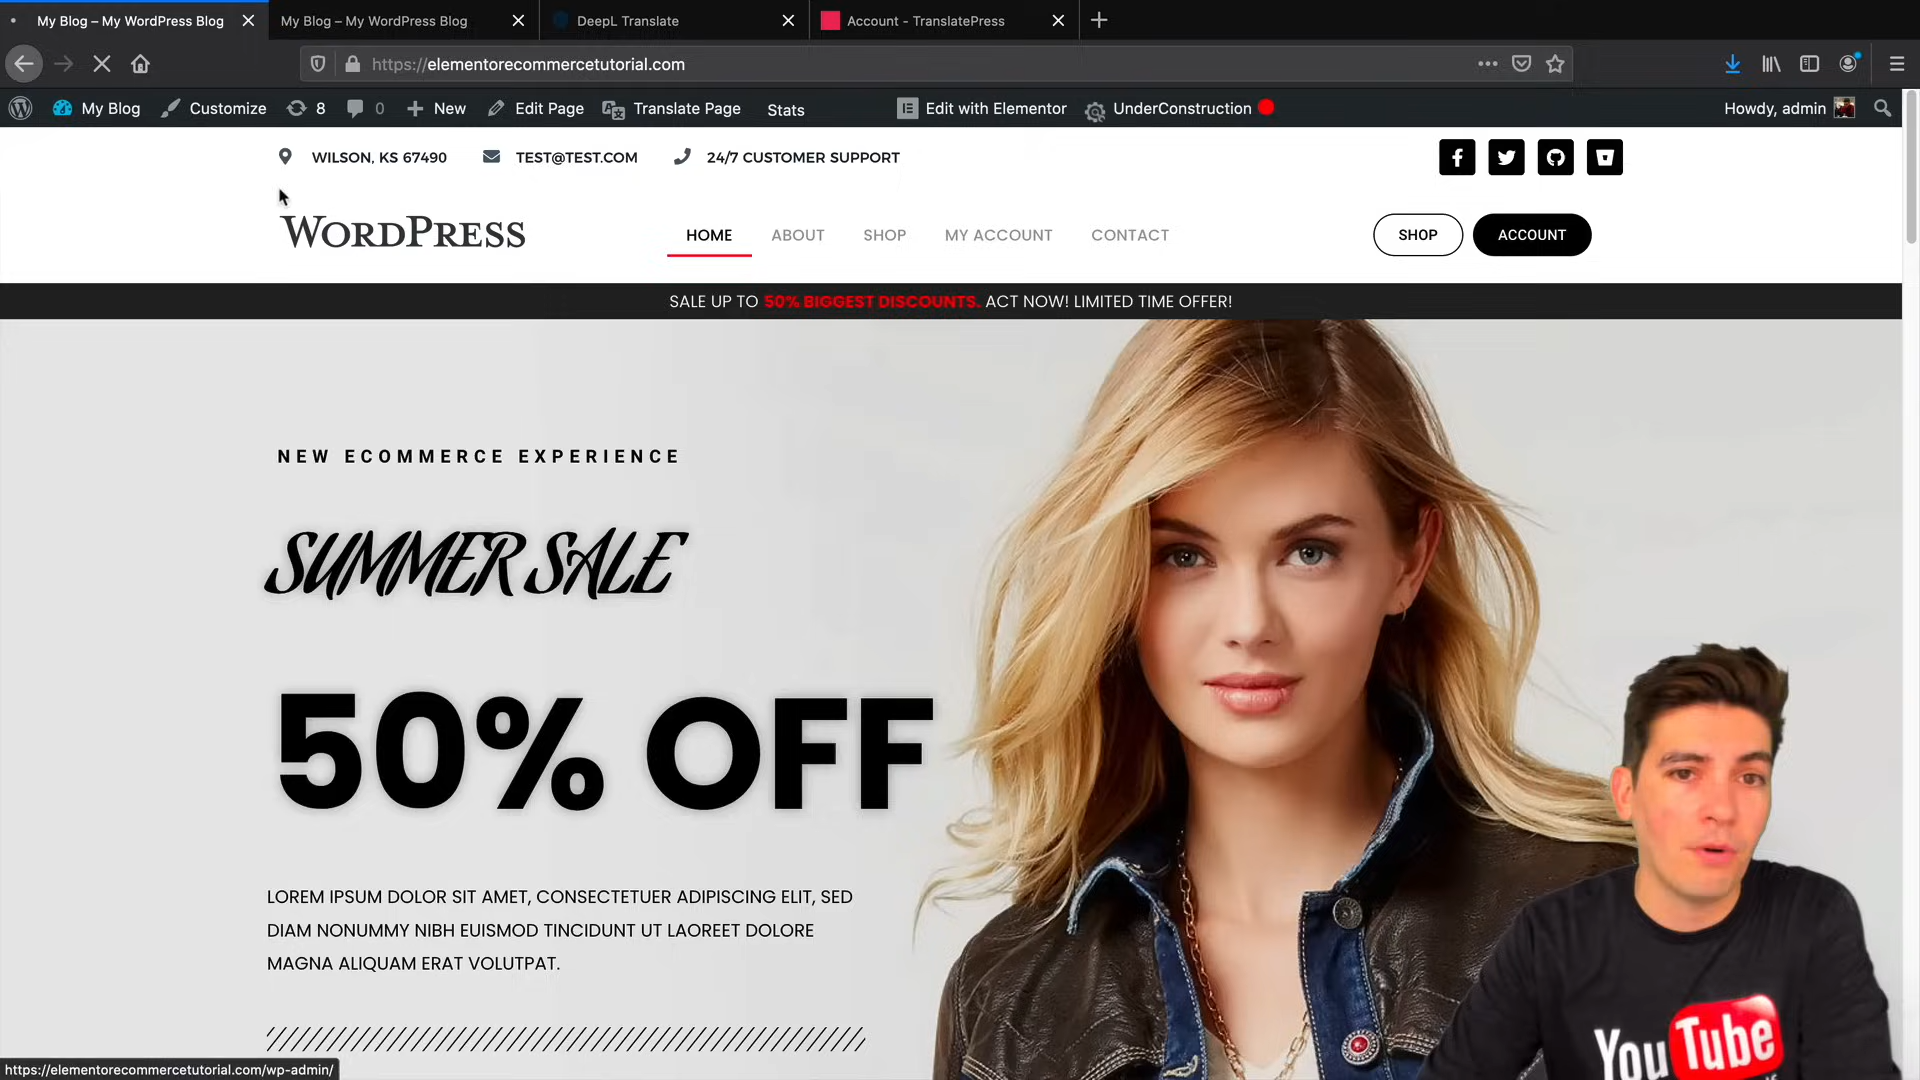 My Blog – My WordPress Blog
My Blog – My WordPress Blog
DeepL Translate
Account - TranslatePress
https://elementorecommercetutorial.com
My Blog
Customize
8
0
New
Edit Page
Translate Page
Stats
Edit with Elementor
UnderConstruction
Howdy, admin
WILSON, KS 67490
TEST@TEST.COM
24/7 CUSTOMER SUPPORT
WORDPRESS
HOME
ABOUT
SHOP
MY ACCOUNT
CONTACT
SHOP
ACCOUNT
SALE UP TO 50% BIGGEST DISCOUNTS. ACT NOW! LIMITED TIME OFFER!
NEW ECOMMERCE EXPERIENCE
SUMMER SALE
50% OFF
LOREM IPSUM DOLOR SIT AMET, CONSECTETUER ADIPISCING ELIT, SED
DIAM NONUMMY NIBH EUISMOD TINCIDUNT UT LAOREET DOLORE
MAGNA ALIQUAM ERAT VOLUTPAT.
YouTube
https://elementorecommercetutorial.com/wp-admin/